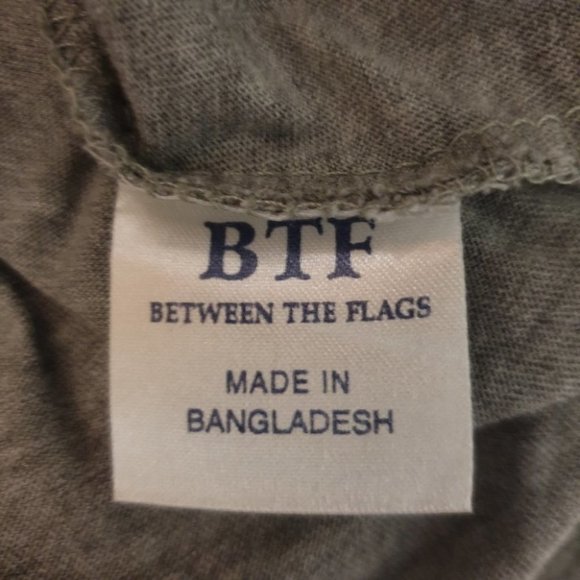 BTF
BETWEEN THE FLAGS
MADE IN
BANGLADESH